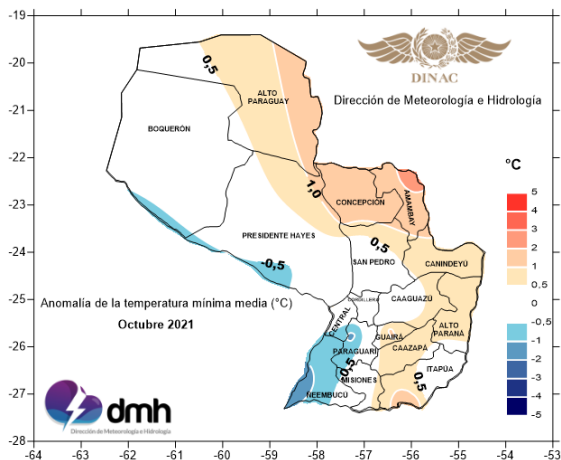 DINAC
Dirección de Meteorología e Hidrología
Anomalía de la temperatura mínima media (°C)
Octubre 2021
dmh
Dirección de Meteorología e Hidrología
-19
-20
-21
-22
-23
-24
-25
-26
-27
-28
-64
-63
-62
-61
-60
-59
-58
-57
-56
-55
-54
-53
0,5
ALTO
PARAGUAY
BOQUERÓN
1,0
CONCEPCIÓN
AMAMBAY
PRESIDENTE HAYES
0,5
SAN PEDRO
-0,5
CANINDEYÚ
CORDILLERA
CAAGUAZÚ
CENTRAL
GUAIRÁ
ALTO
PARANÁ
PARAGUARÍ
CAAZAPÁ
0,5
MISIONES
ITAPÚA
0,5
ÑEEMBUCÚ
°C
5
4
3
2
1
0.5
0
-0.5
-1
-2
-3
-4
-5